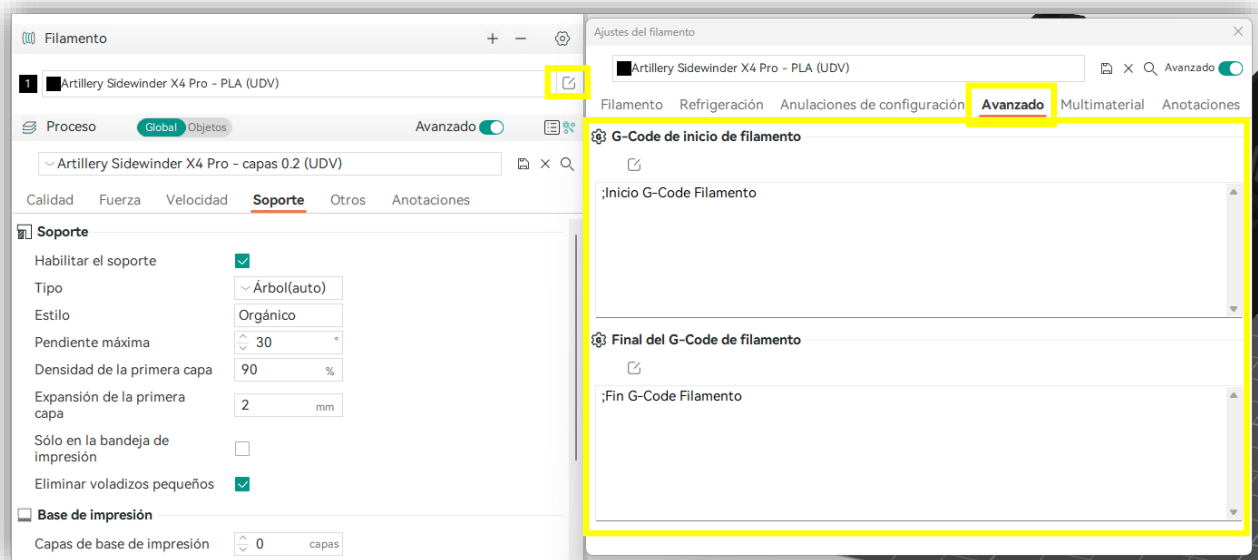 Filamento
1 Artillery Sidewinder X4 Pro - PLA (UDV)
Proceso Global Objetos Avanzado
Artillery Sidewinder X4 Pro - capas 0.2 (UDV)
Calidad Fuerza Velocidad Soporte Otros Anotaciones
Soporte
Habilitar el soporte
Tipo Árbol(auto)
Estilo Orgánico
Pendiente máxima 30 °
Densidad de la primera capa 90 %
Expansión de la primera
capa 2 mm
Sólo en la bandeja de
impresión
Eliminar voladizos pequeños
Base de impresión
Capas de base de impresión 0 capas
Ajustes del filamento
Artillery Sidewinder X4 Pro - PLA (UDV) Avanzado
Filamento Refrigeración Anulaciones de configuración Avanzado Multimaterial Anotaciones
G-Code de inicio de filamento
;Inicio G-Code Filamento
Final del G-Code de filamento
;Fin G-Code Filamento